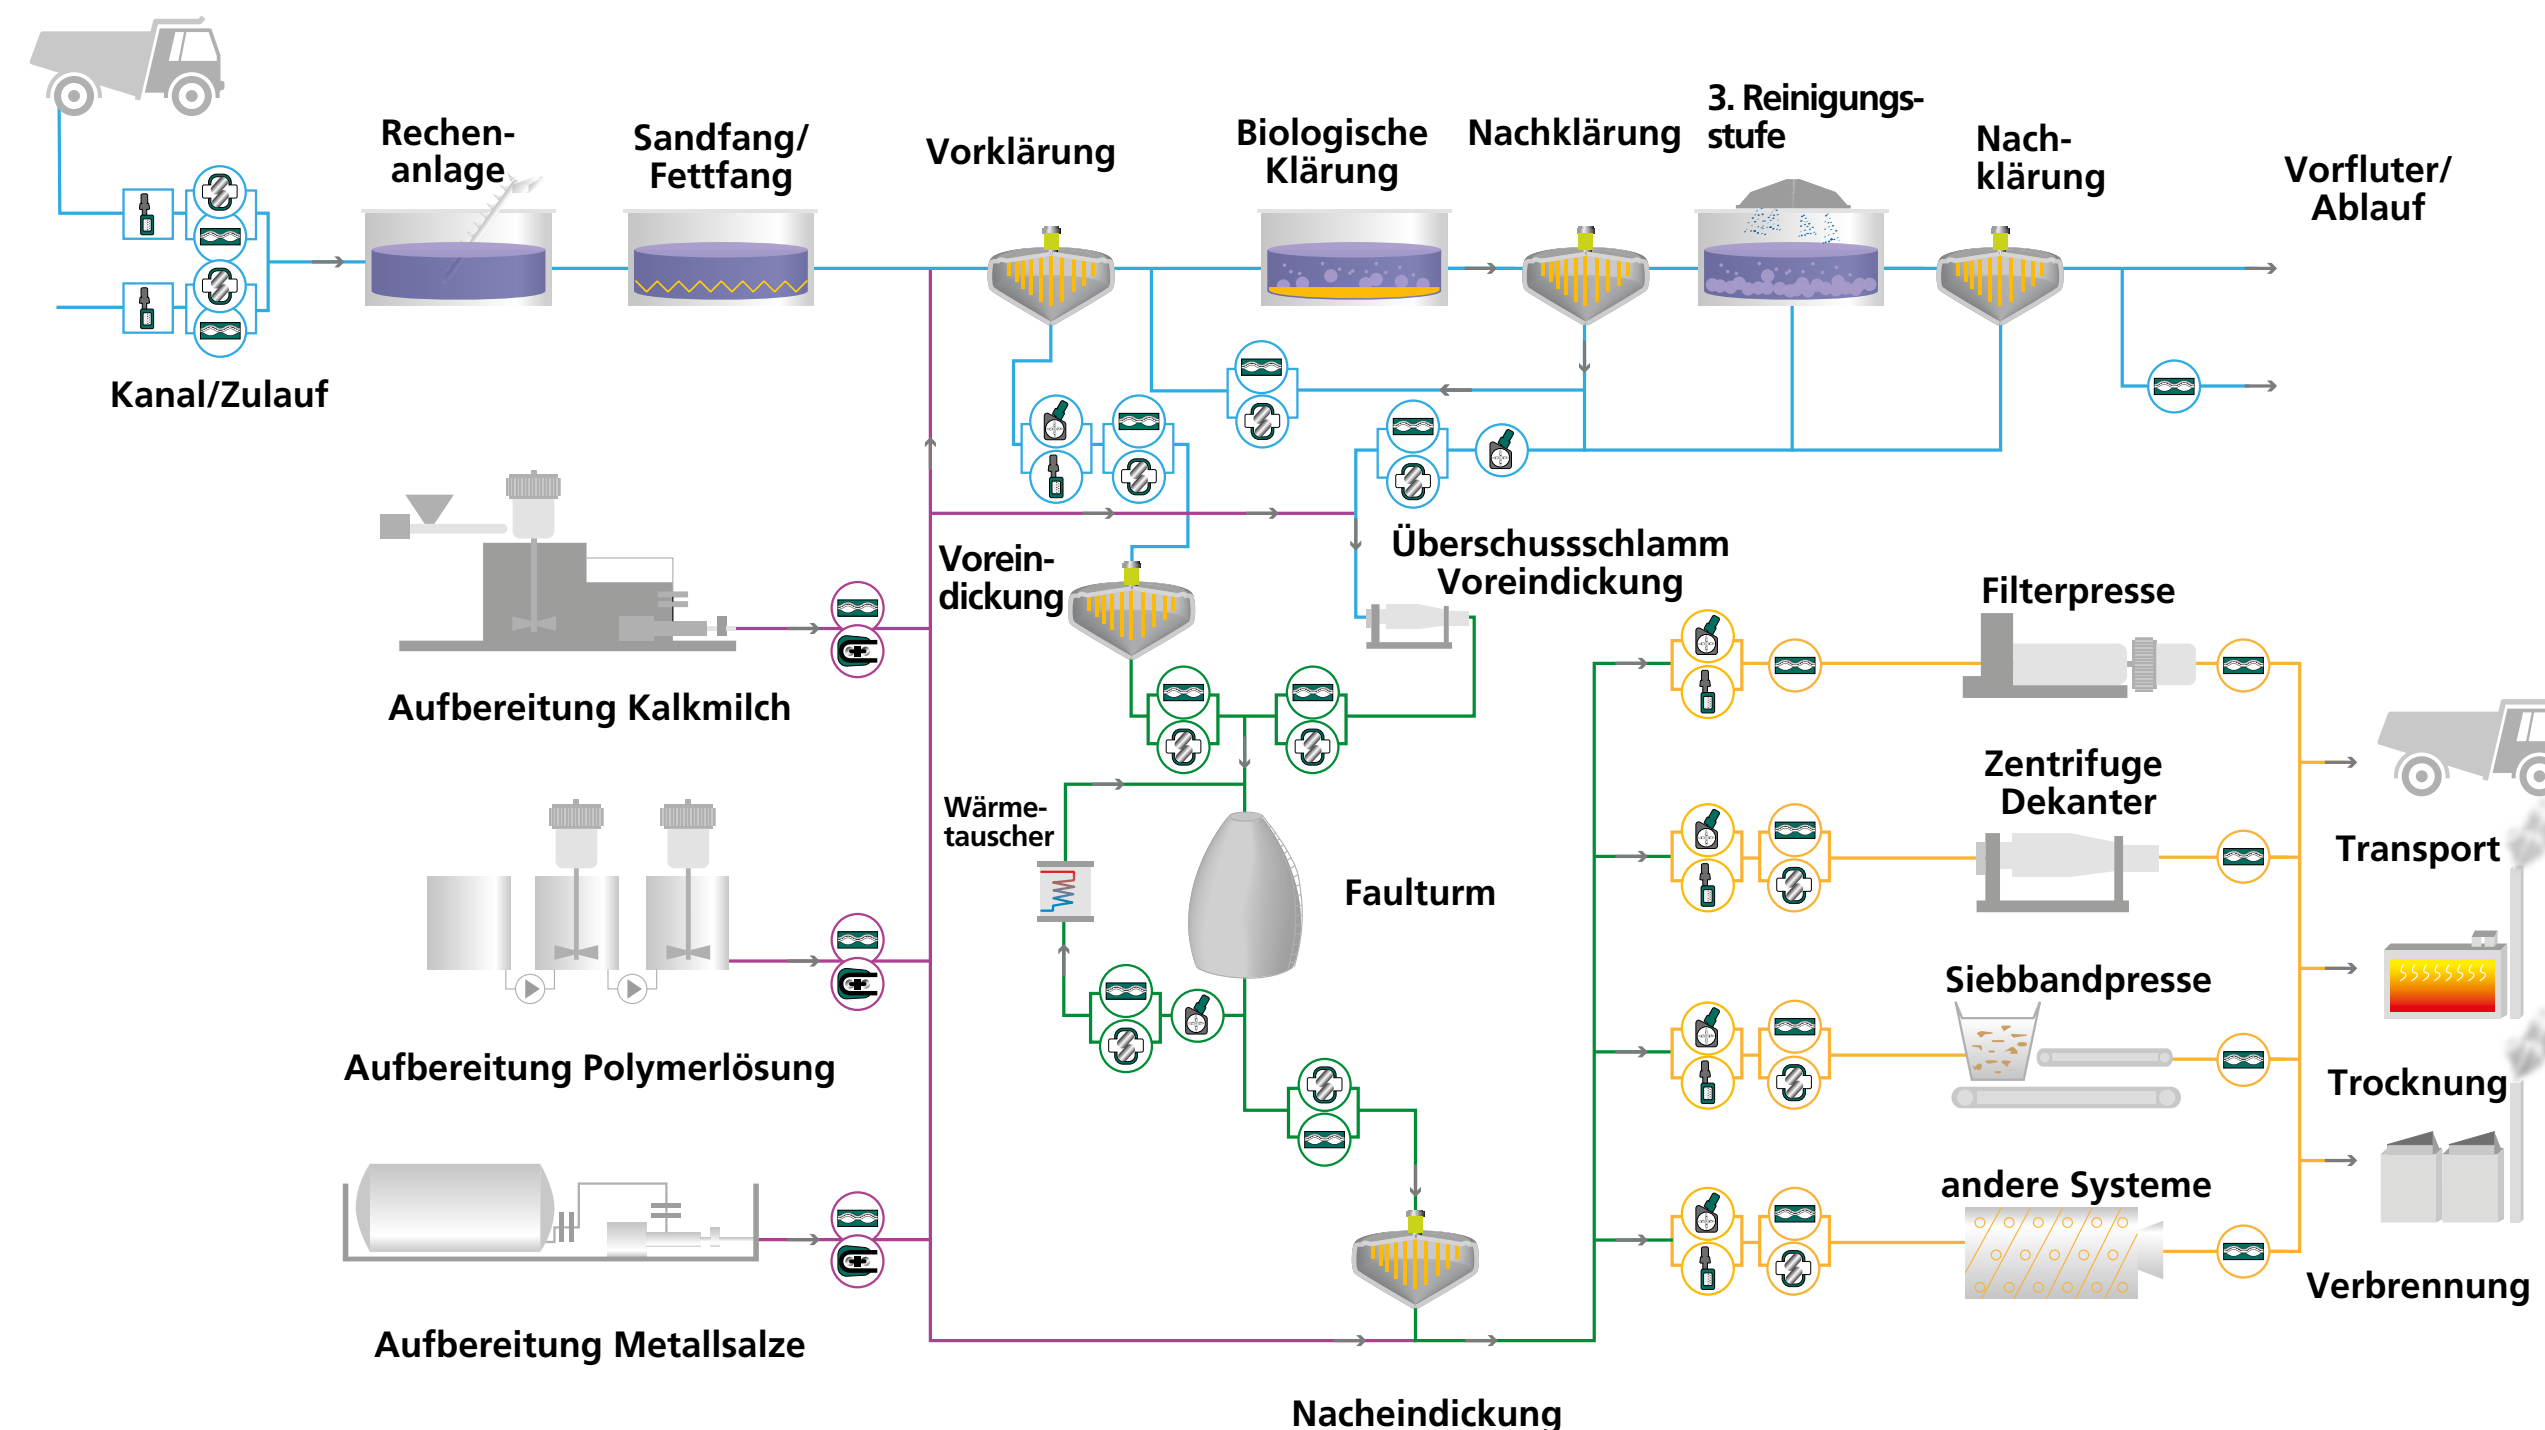 Rechen-
anlage
Sandfang/
Fettfang
Vorklärung
Biologische
Klärung
Nachklärung
3. Reinigungs-
stufe
Nach-
klärung
Vorfluter/
Ablauf
Kanal/Zulauf
Vorein-
dickung
Überschussschlamm
Voreindickung
Filterpresse
Aufbereitung Kalkmilch
Zentrifuge
Dekanter
Wärme-
tauscher
Transport
Faulturm
Siebbandpresse
Aufbereitung Polymerlösung
Trocknung
andere Systeme
Verbrennung
Aufbereitung Metallsalze
Nacheindickung